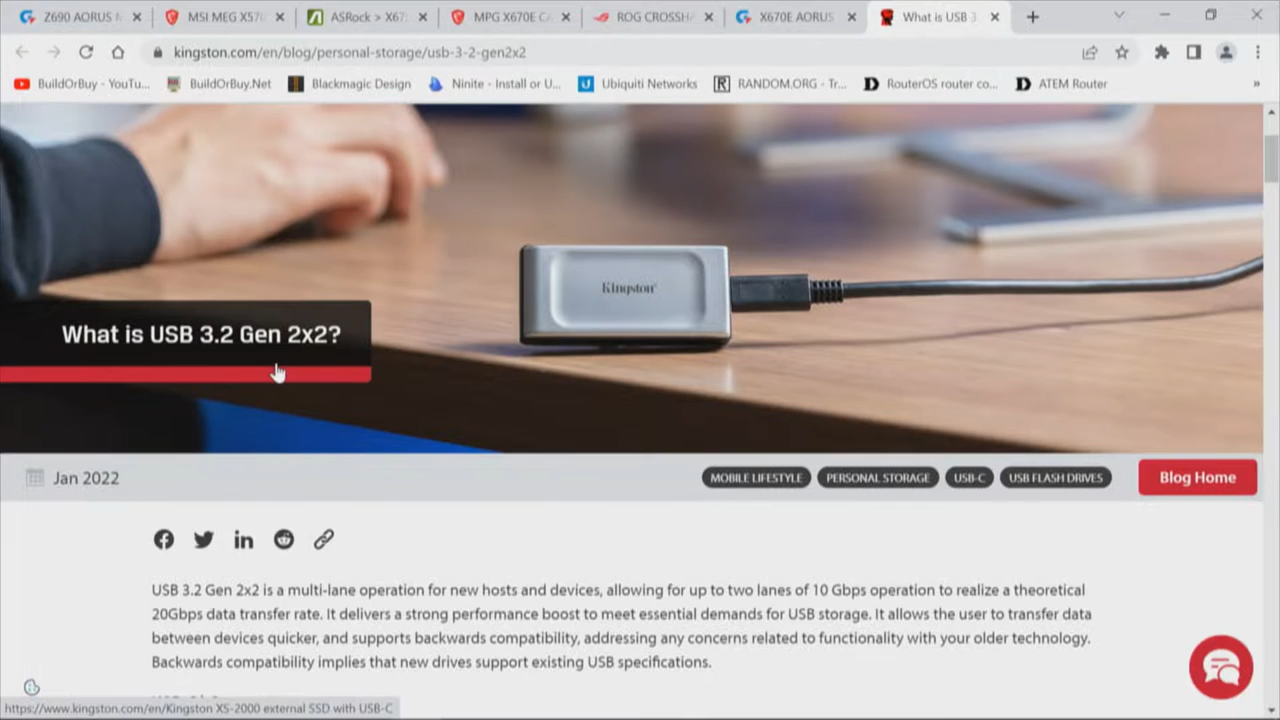 Z690 AORUS
MSI MEG X57
ASRock > X67
MPG X670E C
ROG CROSSH
X670E AORUS
What is USB 3
kingston.com/en/blog/personal-storage/usb-3-2-gen2x2
BuildOrBuy - YouTu...
BuildOrBuy.Net
Blackmagic Design
Ninite - Install or U...
Ubiquiti Networks
RANDOM.ORG - Tr...
RouterOS router co...
ATEM Router
»
Kingston
What is USB 3.2 Gen 2x2?
Jan 2022
MOBILE LIFESTYLE
PERSONAL STORAGE
USB-C
USB FLASH DRIVES
Blog Home
USB 3.2 Gen 2x2 is a multi-lane operation for new hosts and devices, allowing for up to two lanes of 10 Gbps operation to realize a theoretical
20Gbps data transfer rate. It delivers a strong performance boost to meet essential demands for USB storage. It allows the user to transfer data
between devices quicker, and supports backwards compatibility, addressing any concerns related to functionality with your older technology.
Backwards compatibility implies that new drives support existing USB specifications.
https://www.kingston.com/en/Kingston XS-2000 external SSD with USB-C